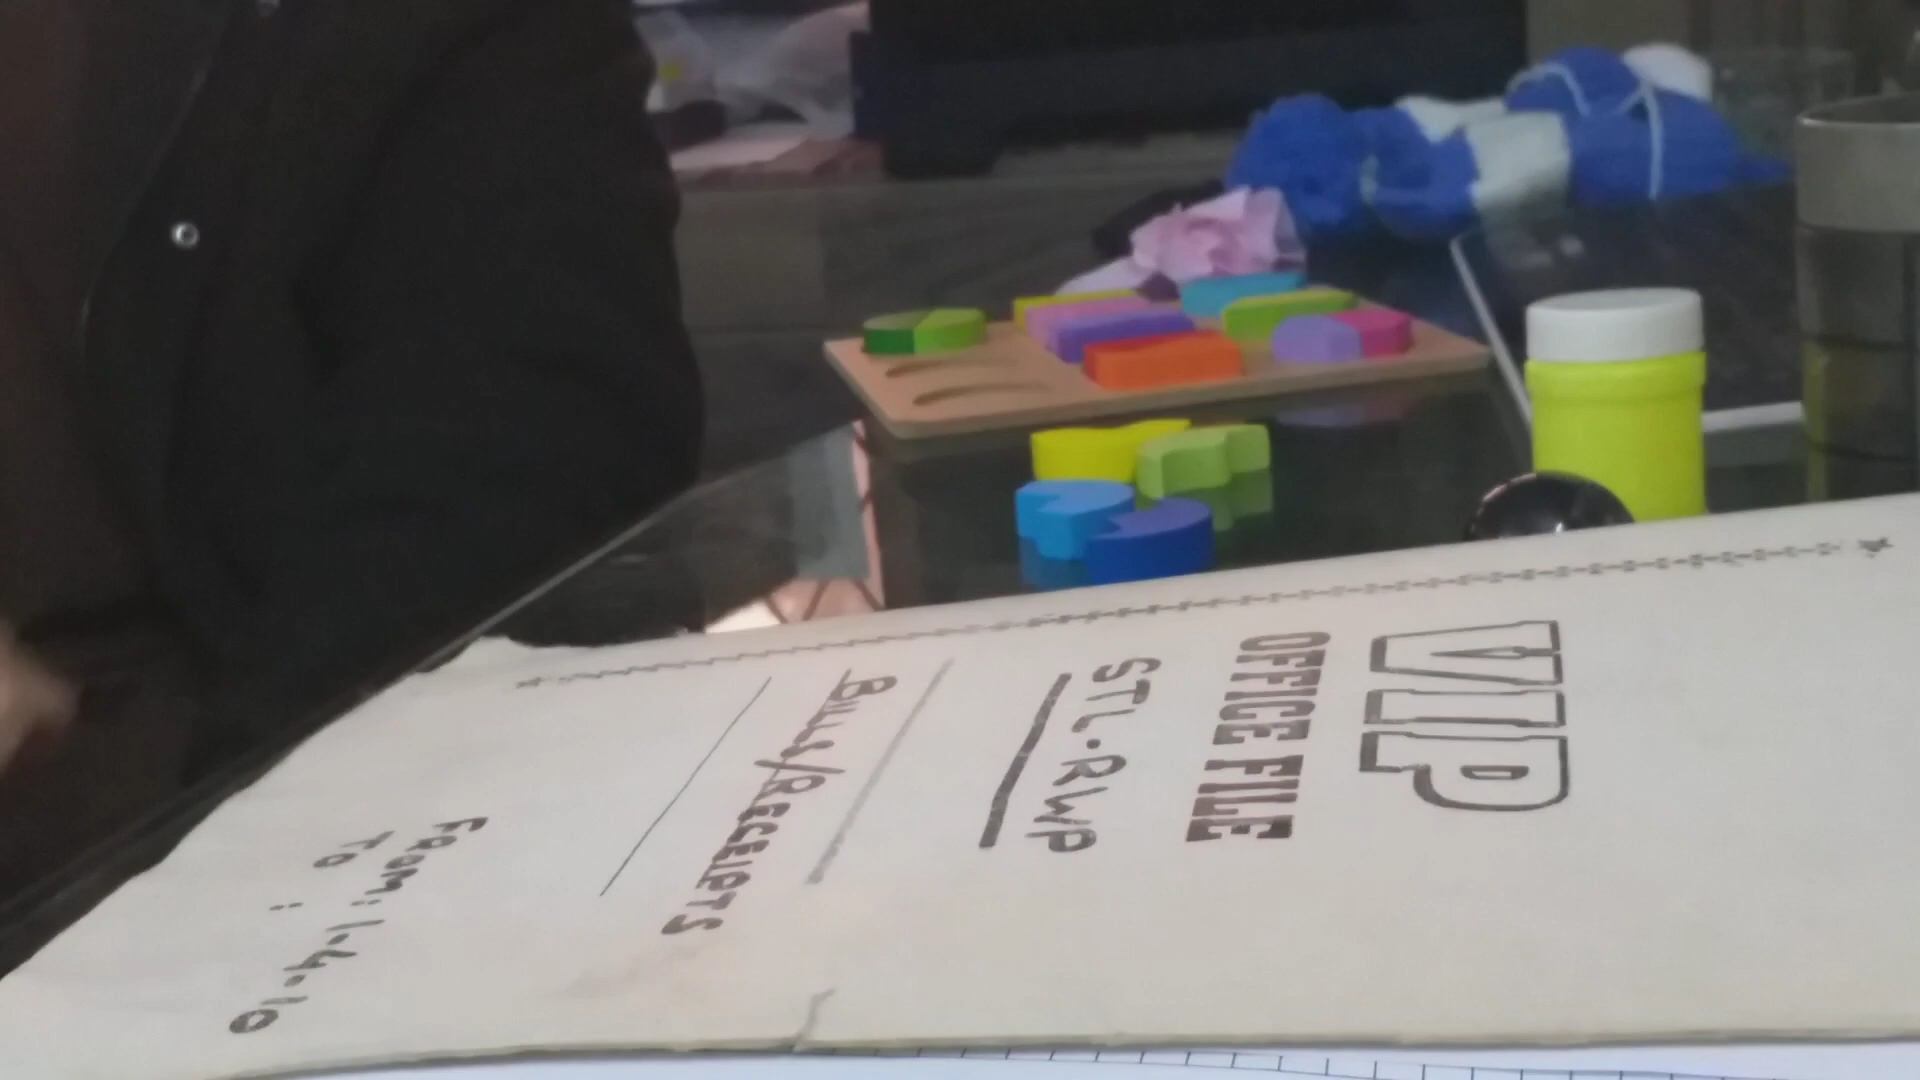 VIP
OFFICE FILE
STL-RWP
BILLS/RECEIPTS
FROM: 1.4.10
TO :